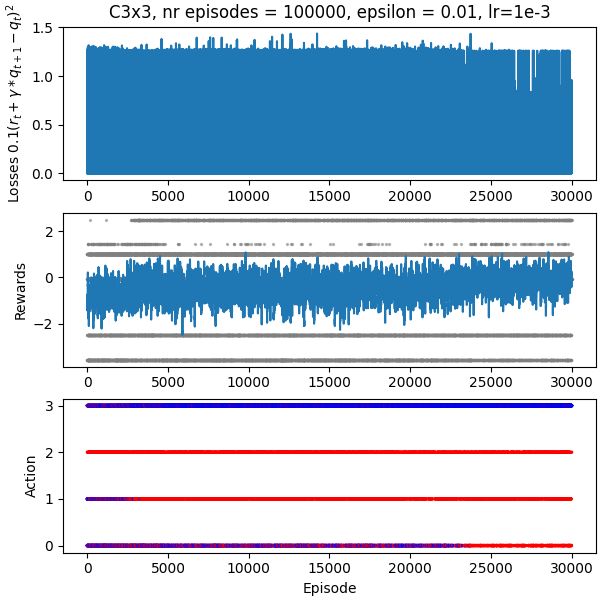 C3x3, nr episodes = 100000, epsilon = 0.01, lr=1e-3
Losses 0.1(r_t + γ * q_{t+1} − q_t)^2
1.5
1.0
0.5
0.0
0 5000 10000 15000 20000 25000 30000
Rewards
2
0
−2
0 5000 10000 15000 20000 25000 30000
Action
3
2
1
0
0 5000 10000 15000 20000 25000 30000
Episode